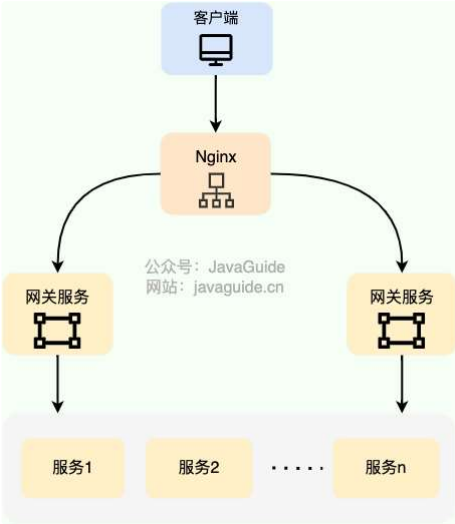 客户端
Nginx
公众号：JavaGuide
网站：javaguide.cn
网关服务
网关服务
服务1
服务2
·····
服务n